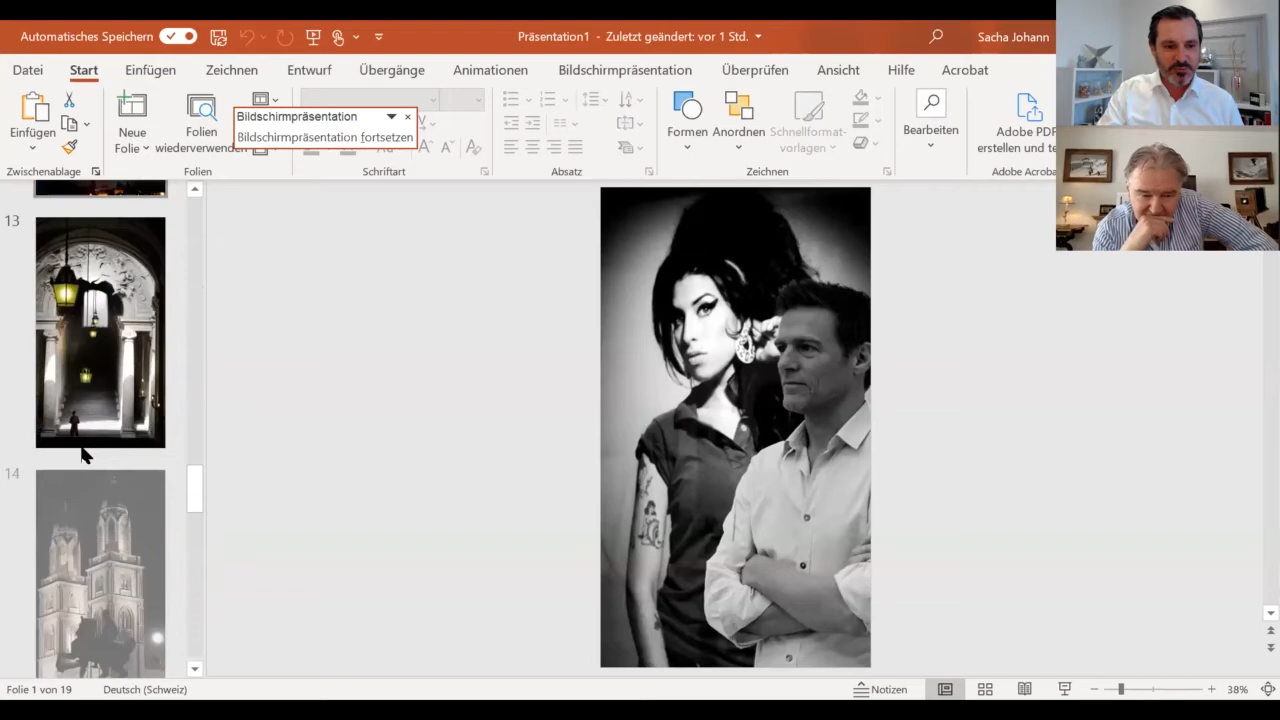 Automatisches Speichern
Präsentation1 - Zuletzt geändert: vor 1 Std.
Sacha Johann
Datei Start Einfügen Zeichnen Entwurf Übergänge Animationen Bildschirmpräsentation Überprüfen Ansicht Hilfe Acrobat
Einfügen
Neue
Folie
Folien
wiederverwenden
Bildschirmpräsentation
Bildschirmpräsentation fortsetzen
Formen
Anordnen
Schnellformat-
vorlagen
Bearbeiten
Adobe PDF
erstellen und te
Zwischenablage
Folien
Schriftart
Absatz
Zeichnen
Adobe Acroba
13
14
Folie 1 von 19
Deutsch (Schweiz)
Notizen
38%